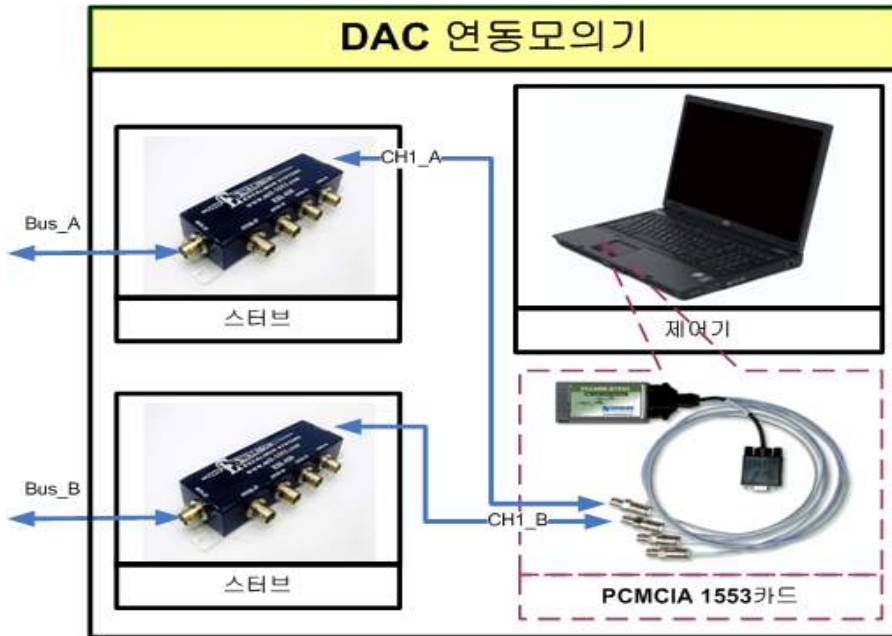 DAC 연동모의기
CH1_A
Bus_A
스터브
제어기
Bus_B
CH1_B
스터브
PCMCIA 1553카드